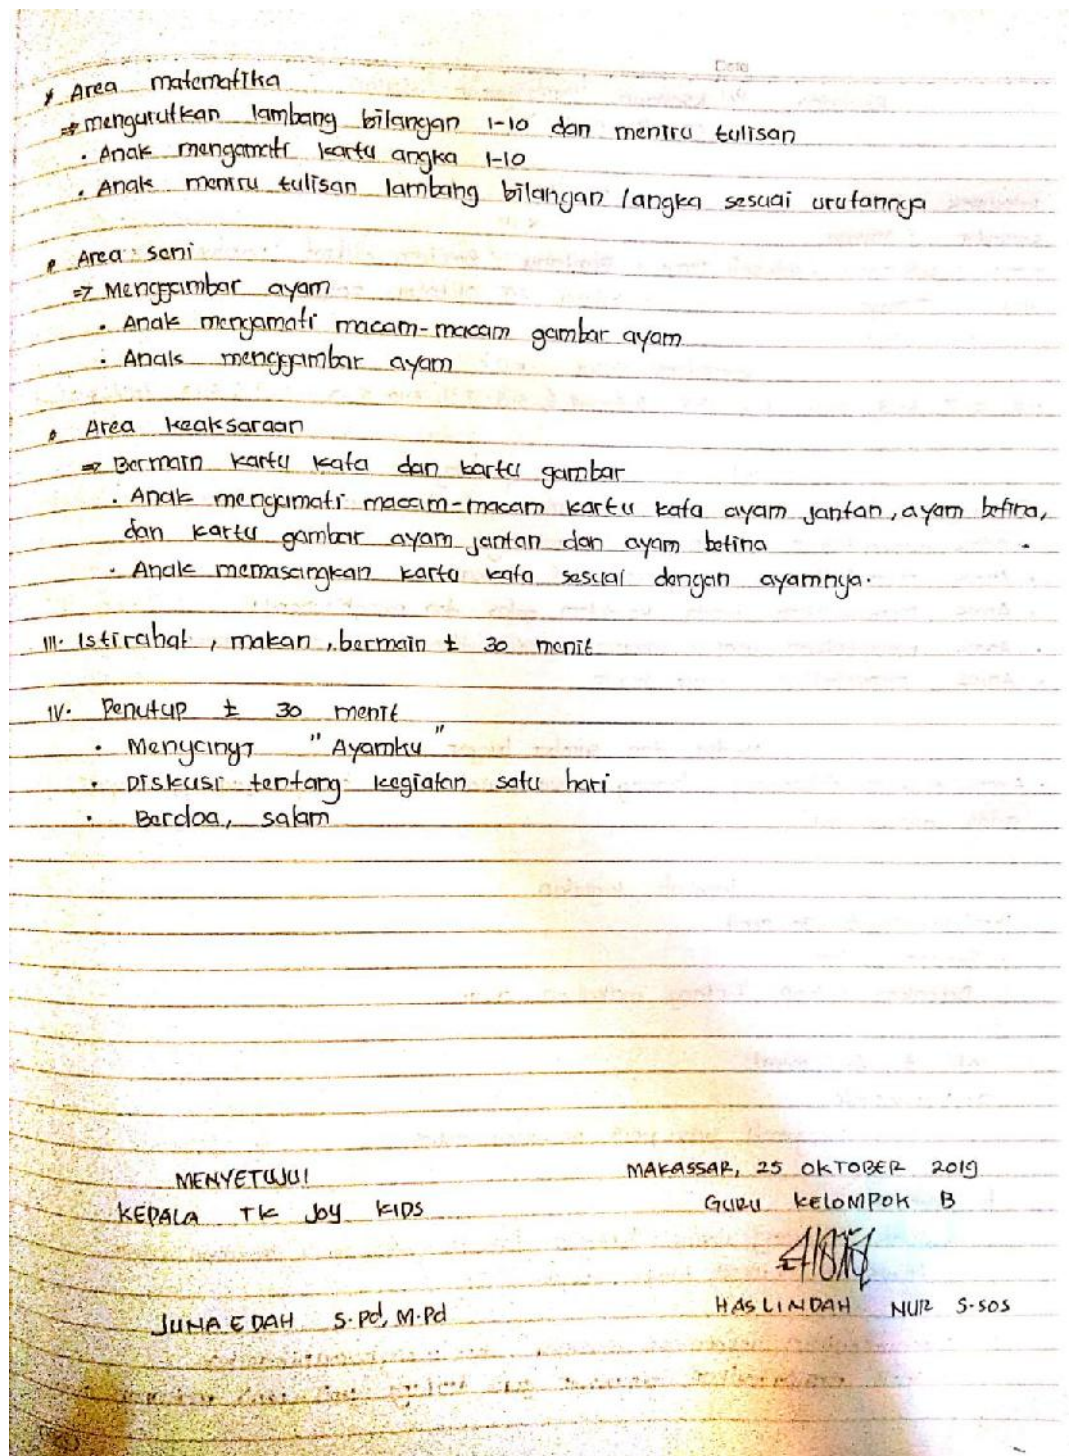 Date
* Area matematika
⇒ mengurutkan lambang bilangan 1-10 dan meniru tulisan
• Anak mengamati kartu angka 1-10
• Anak meniru tulisan lambang bilangan /angka sesuai urutannya
• Area seni
⇒ Menggambar ayam
• Anak mengamati macam-macam gambar ayam
• Anak menggambar ayam
• Area keaksaraan
⇒ Bermain kartu kata dan kartu gambar
• Anak mengamati macam-macam kartu kata ayam jantan, ayam betina,
dan kartu gambar ayam jantan dan ayam betina
• Anak memasangkan kartu kata sesuai dengan ayamnya.
III. Istirahat, makan, bermain ± 30 menit
IV. Penutup ± 30 menit
• Menyanyi "Ayamku"
• Diskusi tentang kegiatan satu hari
• Berdoa, salam
MENYETUJUI
MAKASSAR, 25 OKTOBER 2019
KEPALA TK Joy KIDS
GURU KELOMPOK B
JUNAEDAH S.Pd, M.Pd
HASLINDAH NUR S.SOS